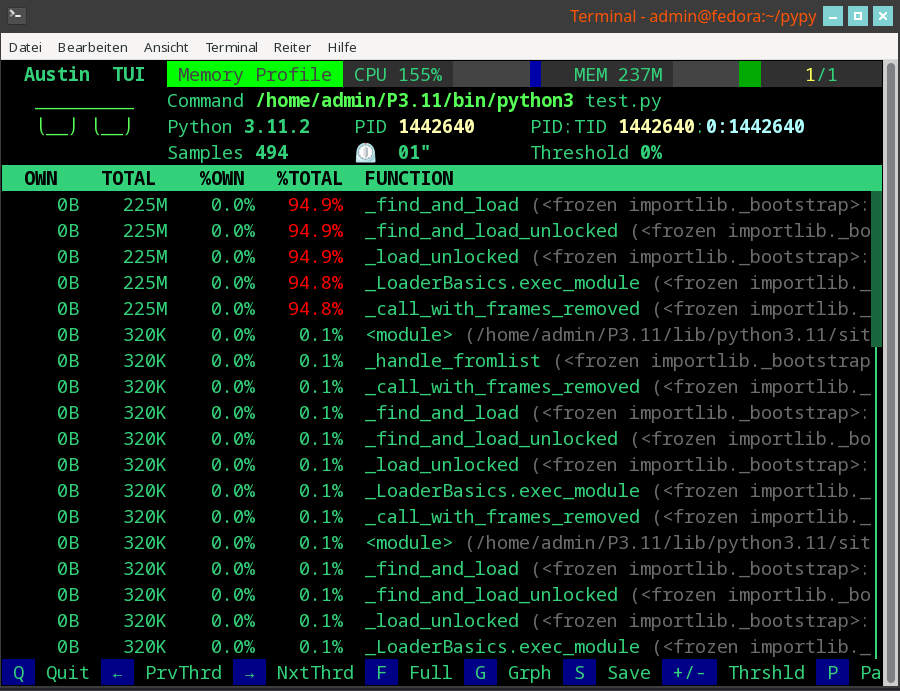 Terminal - admin@fedora:~/pypy
Datei Bearbeiten Ansicht Terminal Reiter Hilfe
Austin TUI Memory Profile CPU 155% MEM 237M 1/1
Command /home/admin/P3.11/bin/python3 test.py
Python 3.11.2 PID 1442640 PID:TID 1442640:0:1442640
Samples 494 01" Threshold 0%
OWN TOTAL %OWN %TOTAL FUNCTION
0B 225M 0.0% 94.9% _find_and_load (<frozen importlib._bootstrap>:
0B 225M 0.0% 94.9% _find_and_load_unlocked (<frozen importlib._bo
0B 225M 0.0% 94.9% _load_unlocked (<frozen importlib._bootstrap>:
0B 225M 0.0% 94.8% _LoaderBasics.exec_module (<frozen importlib._
0B 225M 0.0% 94.8% _call_with_frames_removed (<frozen importlib._
0B 320K 0.0% 0.1% <module> (/home/admin/P3.11/lib/python3.11/sit
0B 320K 0.0% 0.1% _handle_fromlist (<frozen importlib._bootstrap
0B 320K 0.0% 0.1% _call_with_frames_removed (<frozen importlib._
0B 320K 0.0% 0.1% _find_and_load (<frozen importlib._bootstrap>:
0B 320K 0.0% 0.1% _find_and_load_unlocked (<frozen importlib._bo
0B 320K 0.0% 0.1% _load_unlocked (<frozen importlib._bootstrap>:
0B 320K 0.0% 0.1% _LoaderBasics.exec_module (<frozen importlib._
0B 320K 0.0% 0.1% _call_with_frames_removed (<frozen importlib._
0B 320K 0.0% 0.1% <module> (/home/admin/P3.11/lib/python3.11/sit
0B 320K 0.0% 0.1% _find_and_load (<frozen importlib._bootstrap>:
0B 320K 0.0% 0.1% _find_and_load_unlocked (<frozen importlib._bo
0B 320K 0.0% 0.1% _load_unlocked (<frozen importlib._bootstrap>:
0B 320K 0.0% 0.1% _LoaderBasics.exec_module (<frozen importlib._
Q Quit ← PrvThrd → NxtThrd F Full G Grph S Save +/- Thrshld P Pa